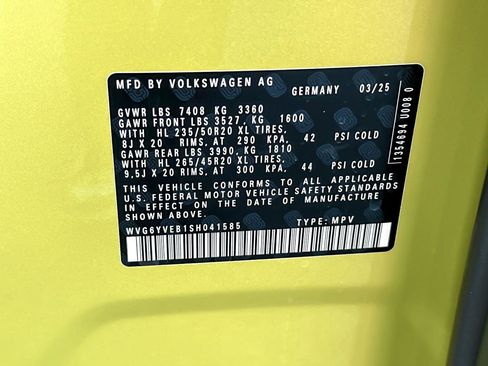 MFD BY VOLKSWAGEN AG GERMANY 03/25
GVWR LBS 7408 KG 3360
GAWR FRONT LBS 3527, KG 1600
WITH HL 235/50R20 XL TIRES,
8J X 20 RIMS, AT 290 KPA, 42 PSI COLD
GAWR REAR LBS 3990, KG 1810
WITH HL 265/45R20 XL TIRES,
9,5J X 20 RIMS, AT 300 KPA, 44 PSI COLD
THIS VEHICLE CONFORMS TO ALL APPLICABLE
U.S. FEDERAL MOTOR VEHICLE SAFETY STANDARDS
IN EFFECT ON THE DATE OF MANUFACTURE
SHOWN ABOVE.
WVG6YVEB1SH041585 TYPE: MPV
1354694 U008 0